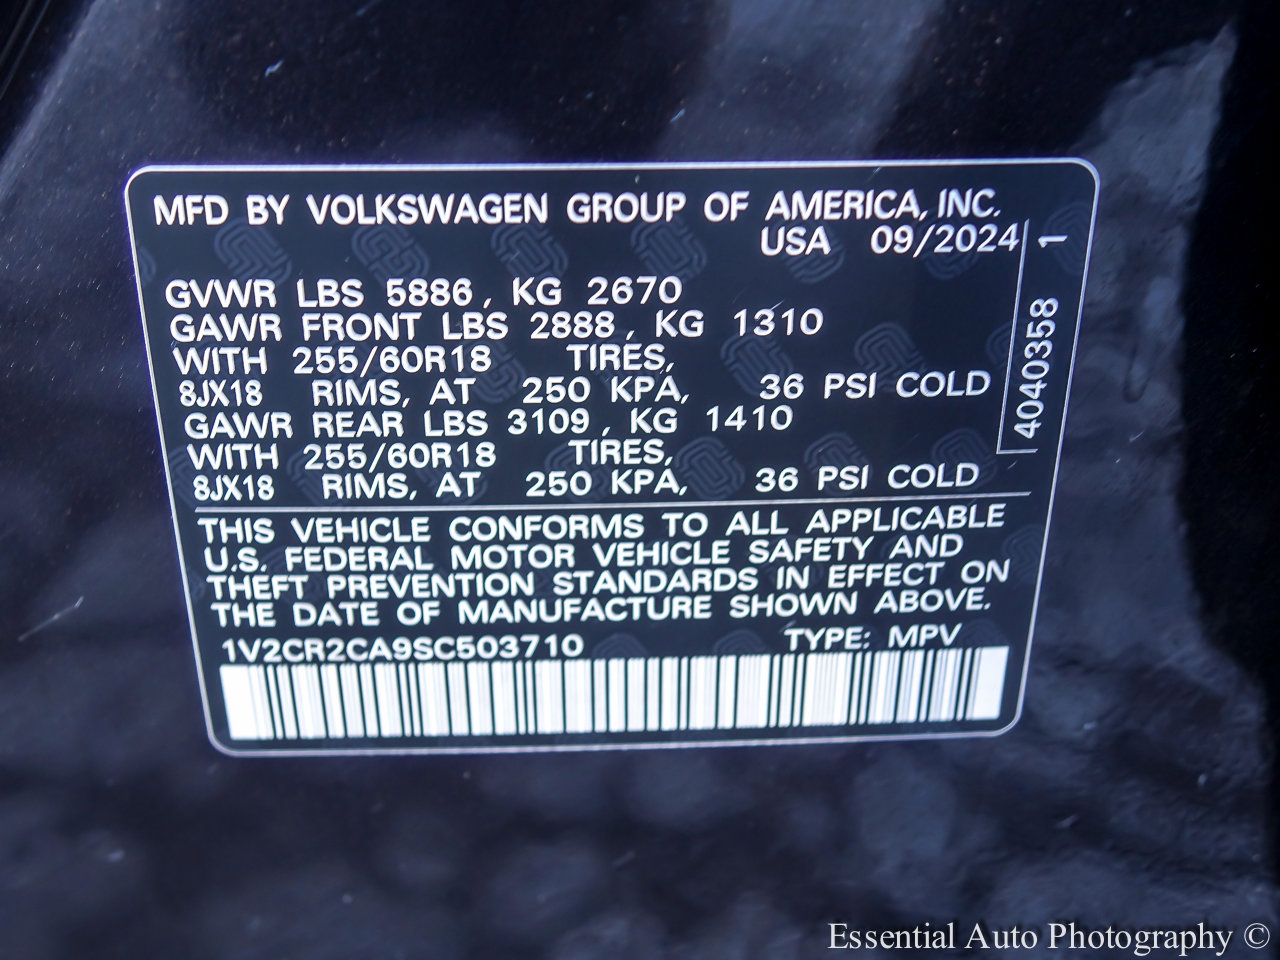 MFD BY VOLKSWAGEN GROUP OF AMERICA, INC.
USA 09/2024
GVWR LBS 5886, KG 2670
GAWR FRONT LBS 2888, KG 1310
WITH 255/60R18 TIRES,
8JX18 RIMS, AT 250 KPA, 36 PSI COLD
GAWR REAR LBS 3109, KG 1410
WITH 255/60R18 TIRES,
8JX18 RIMS, AT 250 KPA, 36 PSI COLD
4040358 1
THIS VEHICLE CONFORMS TO ALL APPLICABLE
U.S. FEDERAL MOTOR VEHICLE SAFETY AND
THEFT PREVENTION STANDARDS IN EFFECT ON
THE DATE OF MANUFACTURE SHOWN ABOVE.
1V2CR2CA9SC503710 TYPE: MPV
Essential Auto Photography ©